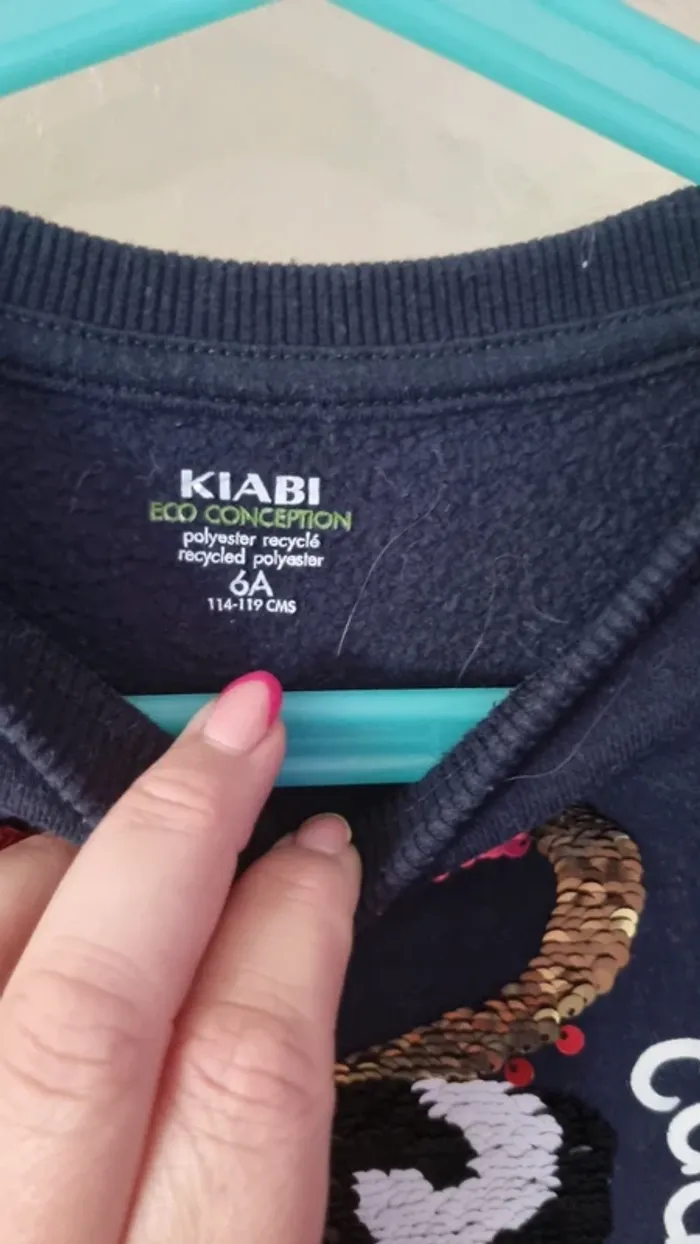 KIABI
ECO CONCEPTION
polyester recyclé
recycled polyester
6A
114-119 CMS